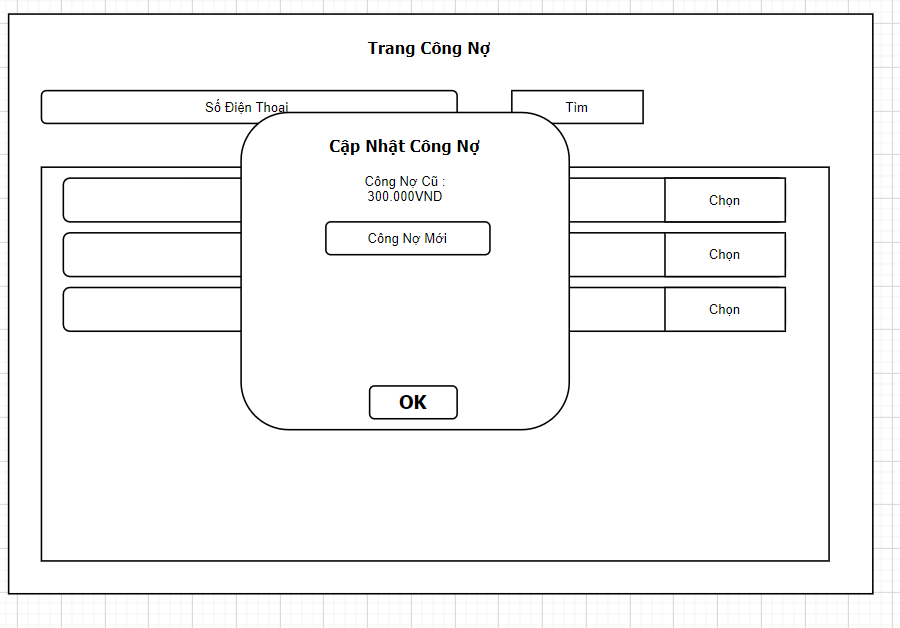 Trang Công Nợ
Số Điện Thoại
Tìm
Cập Nhật Công Nợ
Công Nợ Cũ :
300.000VND
Công Nợ Mới
Chọn
Chọn
Chọn
OK